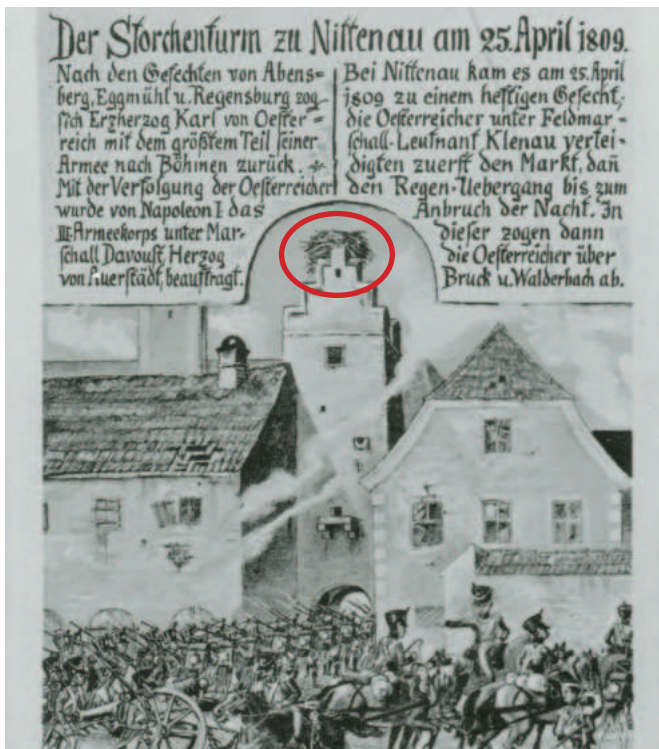 Der Storchenturm zu Nittenau am 25.April 1809.
Nach den Gefechten von Abens=
berg, Eggmühl u. Regensburg zog
sich Erzherzog Karl von Oester=
reich mit dem größtem Teil seiner
Armee nach Böhmen zurück.
Mit der Verfolgung der Oesterreicher
wurde von Napoleon I. das
III. Armeekorps unter Mar-
schall Davoust, Herzog
von Auerstädt, beauftragt.
Bei Nittenau kam es am 25.April
1809 zu einem heftigen Gefecht;
die Oesterreicher unter Feldmar-
schall-Leutnant Klenau vertei-
digten zuerst den Markt, dañ
den Regen-Uebergang bis zum
Anbruch der Nacht. In
dieser zogen dann
die Oesterreicher über
Bruck u. Walderbach ab.